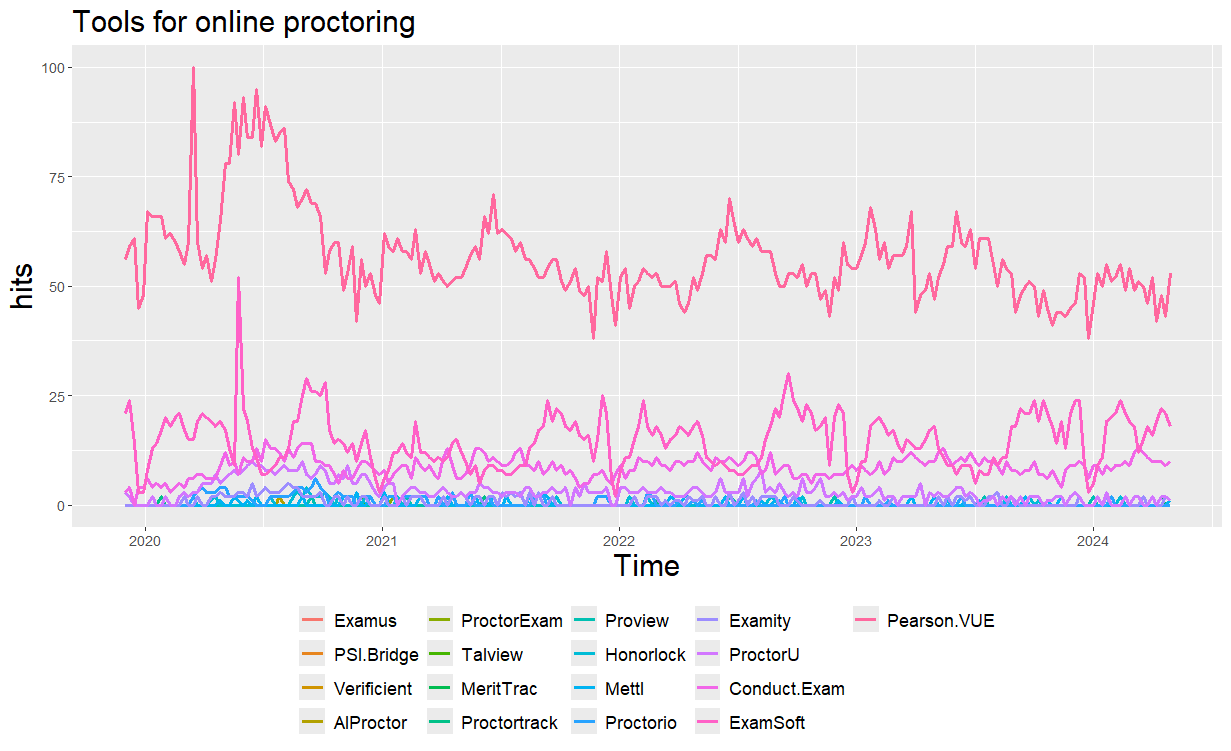 Tools for online proctoring
100
75
50
25
0
hits
2020 2021 2022 2023 2024
Time
Examus ProctorExam Proview Examity Pearson.VUE
PSI.Bridge Talview Honorlock ProctorU
Verificient MeritTrac Mettl Conduct.Exam
AIProctor Proctortrack Proctorio ExamSoft